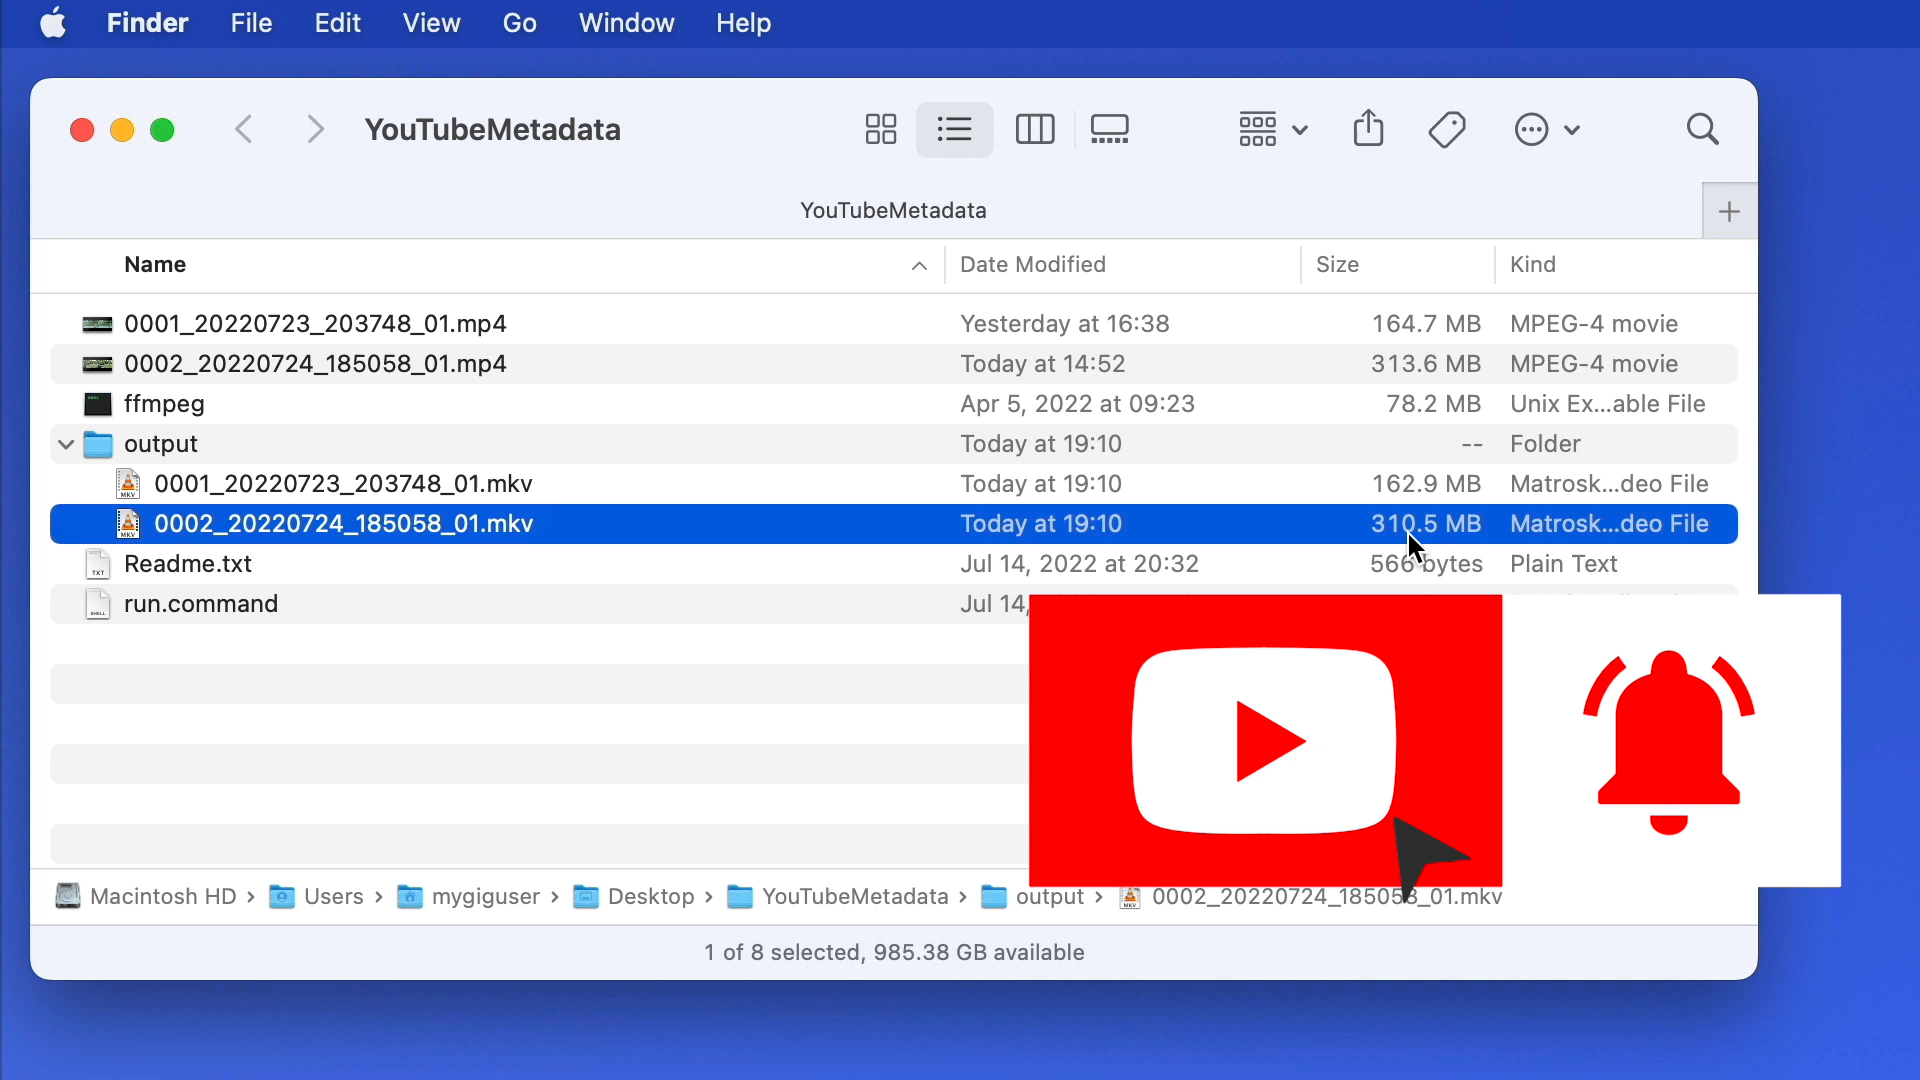 Finder File Edit View Go Window Help
YouTubeMetadata
YouTubeMetadata
Name Date Modified Size Kind
0001_20220723_203748_01.mp4 Yesterday at 16:38 164.7 MB MPEG-4 movie
0002_20220724_185058_01.mp4 Today at 14:52 313.6 MB MPEG-4 movie
ffmpeg Apr 5, 2022 at 09:23 78.2 MB Unix Ex...able File
output Today at 19:10 -- Folder
0001_20220723_203748_01.mkv Today at 19:10 162.9 MB Matrosk...deo File
0002_20220724_185058_01.mkv Today at 19:10 310.5 MB Matrosk...deo File
Readme.txt Jul 14, 2022 at 20:32 566 bytes Plain Text
run.command Jul 14,
Macintosh HD › Users › mygiguser › Desktop › YouTubeMetadata › output › 0002_20220724_185058_01.mkv
1 of 8 selected, 985.38 GB available